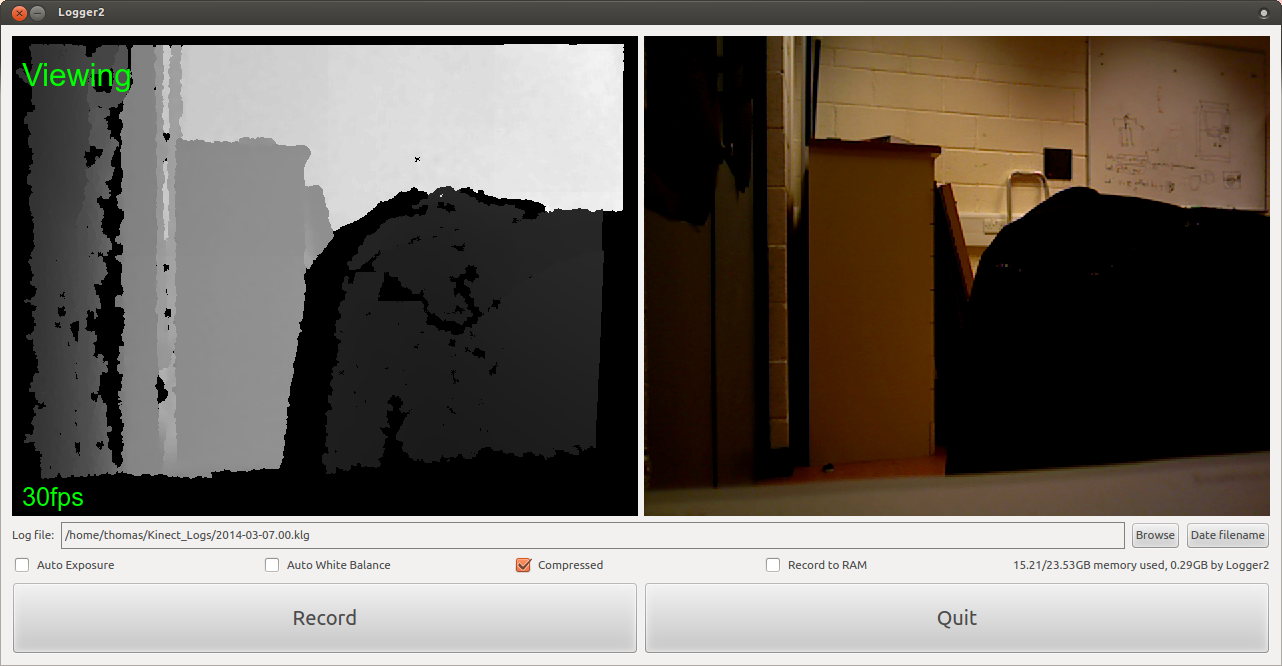 Logger2
Viewing
30fps
Log file: /home/thomas/Kinect_Logs/2014-03-07.00.klg Browse Date filename
Auto Exposure Auto White Balance Compressed Record to RAM 15.21/23.53GB memory used, 0.29GB by Logger2
Record Quit